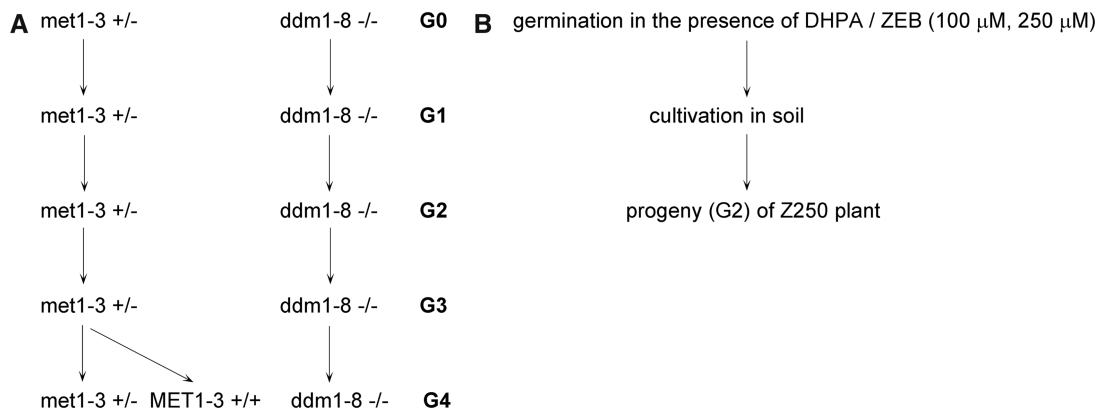 A met1-3 +/- ddm1-8 -/- G0
met1-3 +/- ddm1-8 -/- G1
met1-3 +/- ddm1-8 -/- G2
met1-3 +/- ddm1-8 -/- G3
met1-3 +/- MET1-3 +/+ ddm1-8 -/- G4
B germination in the presence of DHPA / ZEB (100 μM, 250 μM)
cultivation in soil
progeny (G2) of Z250 plant